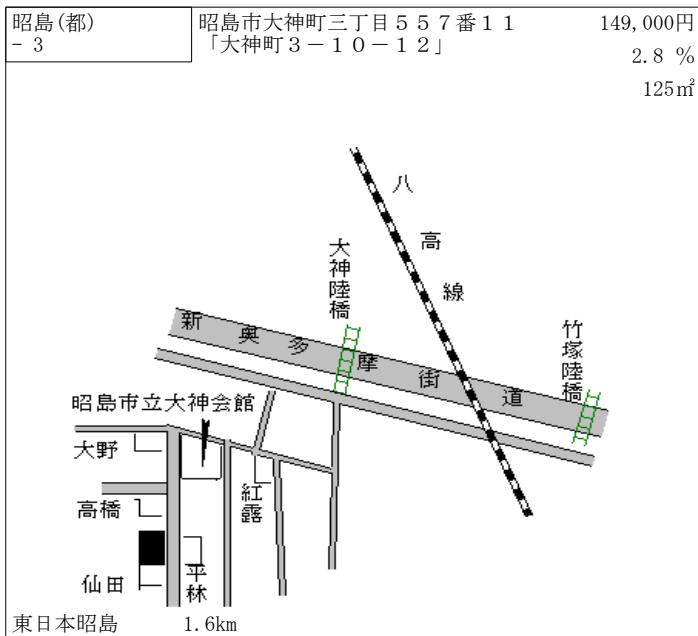 昭島(都)
- 3
昭島市大神町三丁目557番11
「大神町3-10-12」
149,000円
2.8 %
125㎡
八高線
大神陸橋
新奥多摩街道
竹塚陸橋
昭島市立大神会館
大野
紅露
高橋
平林
仙田
東日本昭島 1.6km